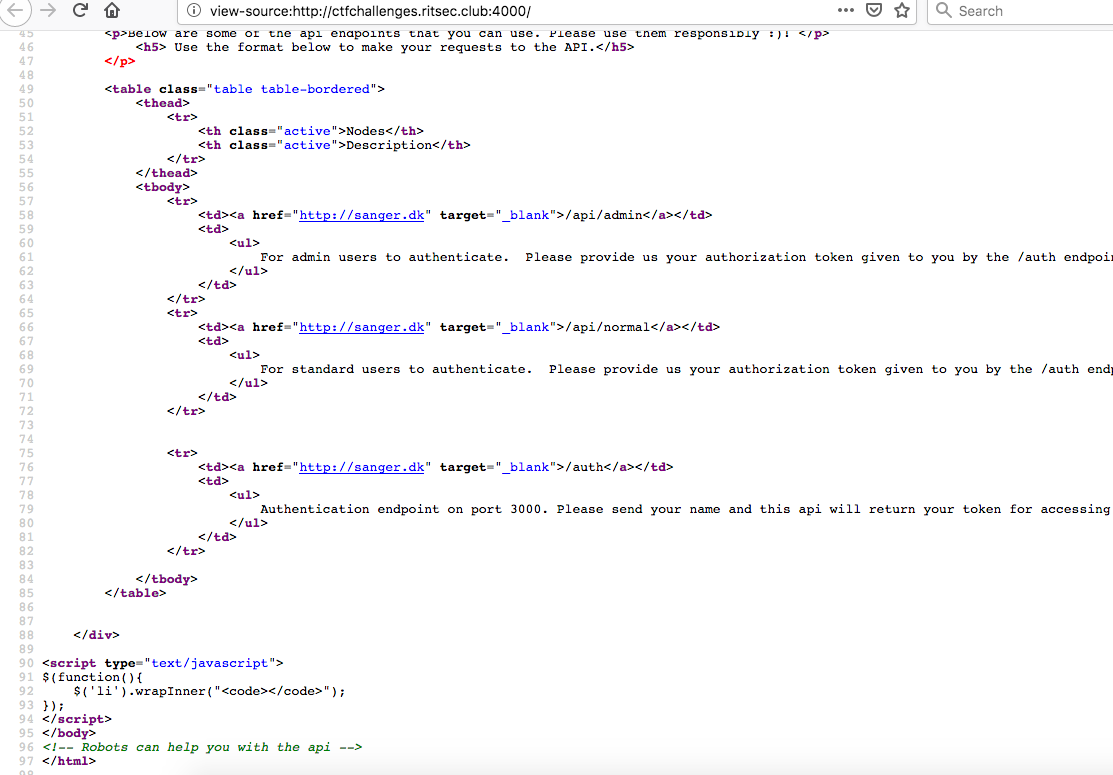 view-source:http://ctfchallenges.ritsec.club:4000/
Search
45 <p>Below are some of the api endpoints that you can use. Please use them responsibly :)! </p>
46 <h5> Use the format below to make your requests to the API.</h5>
47 </p>
48
49 <table class="table table-bordered">
50 <thead>
51 <tr>
52 <th class="active">Nodes</th>
53 <th class="active">Description</th>
54 </tr>
55 </thead>
56 <tbody>
57 <tr>
58 <td><a href="http://sanger.dk" target="_blank">/api/admin</a></td>
59 <td>
60 <ul>
61 For admin users to authenticate.  Please provide us your authorization token given to you by the /auth endpoi
62 </ul>
63 </td>
64 </tr>
65 <tr>
66 <td><a href="http://sanger.dk" target="_blank">/api/normal</a></td>
67 <td>
68 <ul>
69 For standard users to authenticate.  Please provide us your authorization token given to you by the /auth end
70 </ul>
71 </td>
72 </tr>
73
74
75 <tr>
76 <td><a href="http://sanger.dk" target="_blank">/auth</a></td>
77 <td>
78 <ul>
79 Authentication endpoint on port 3000. Please send your name and this api will return your token for accessing
80 </ul>
81 </td>
82 </tr>
83
84 </tbody>
85 </table>
86
87
88 </div>
89
90 <script type="text/javascript">
91 $(function(){
92 $('li').wrapInner("<code></code>");
93 });
94 </script>
95 </body>
96 <!-- Robots can help you with the api -->
97 </html>
98